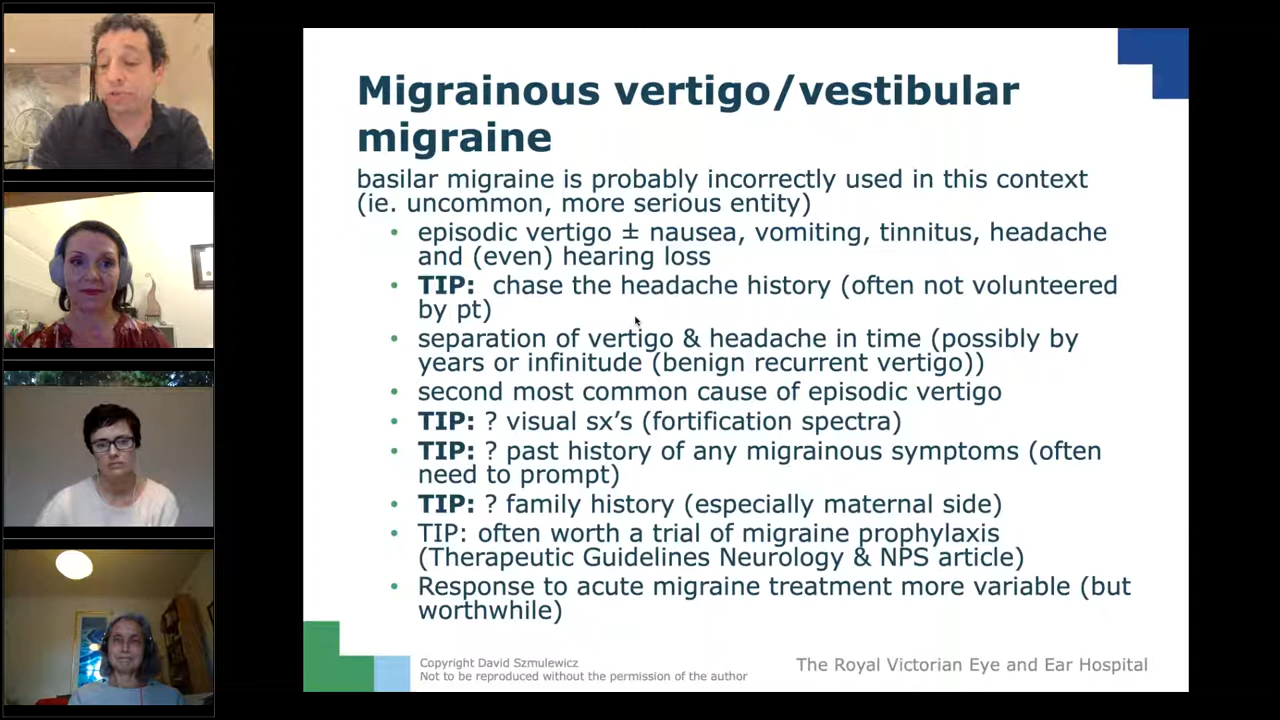 Migrainous vertigo/vestibular
migraine
basilar migraine is probably incorrectly used in this context
(ie. uncommon, more serious entity)
• episodic vertigo ± nausea, vomiting, tinnitus, headache
and (even) hearing loss
• TIP:  chase the headache history (often not volunteered
by pt)
• separation of vertigo & headache in time (possibly by
years or infinitude (benign recurrent vertigo))
• second most common cause of episodic vertigo
• TIP: ? visual sx's (fortification spectra)
• TIP: ? past history of any migrainous symptoms (often
need to prompt)
• TIP: ? family history (especially maternal side)
• TIP: often worth a trial of migraine prophylaxis
(Therapeutic Guidelines Neurology & NPS article)
• Response to acute migraine treatment more variable (but
worthwhile)
Copyright David Szmulewicz
Not to be reproduced without the permission of the author
The Royal Victorian Eye and Ear Hospital